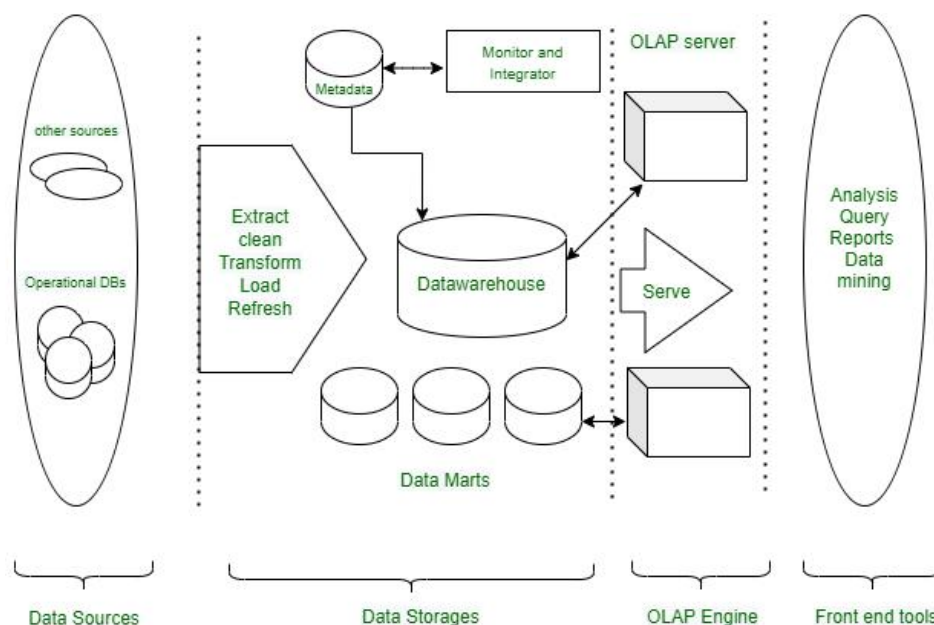 other sources
Operational DBs
Extract
clean
Transform
Load
Refresh
Metadata
Monitor and
Integrator
Datawarehouse
Data Marts
OLAP server
Serve
Analysis
Query
Reports
Data
mining
Data Sources
Data Storages
OLAP Engine
Front end tools